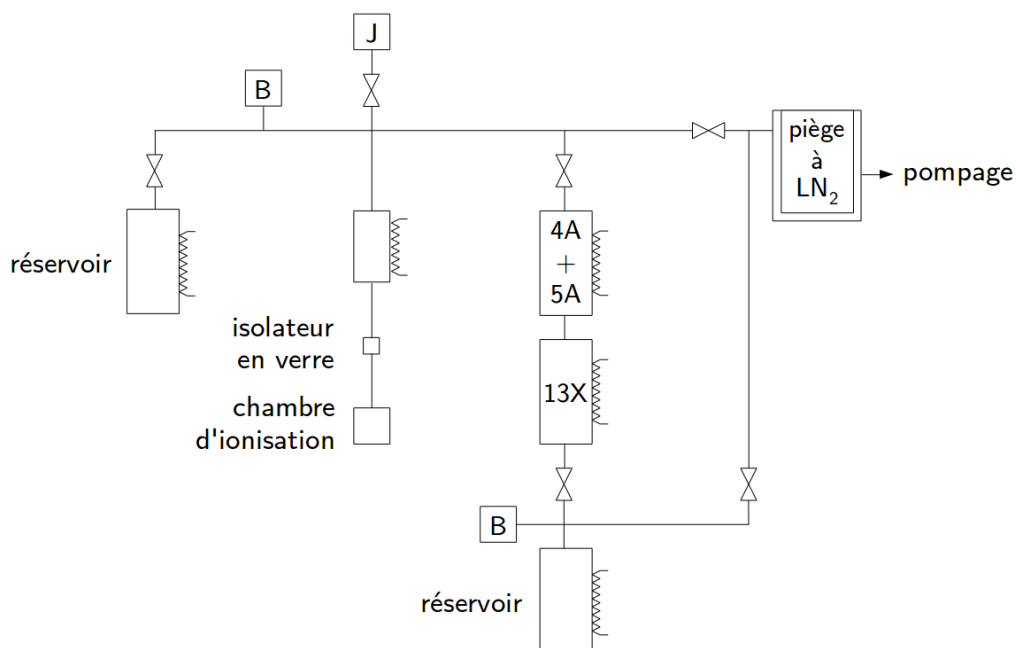 J
B
piège
à
LN₂
pompage
réservoir
4A
+
5A
isolateur
en verre
13X
chambre
d'ionisation
B
réservoir